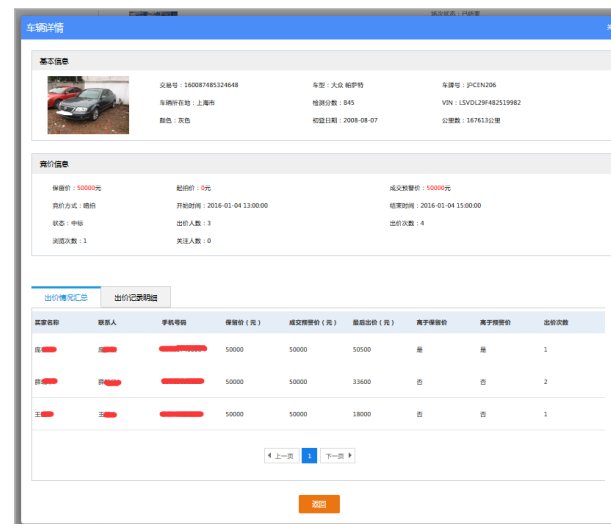 车辆详情
基本信息
交易号：160087485324648 车型：大众 帕萨特 车牌号：沪CEN206
车辆所在地：上海市 检测分数：845 VIN：LSVDL29F482519982
颜色：灰色 初登日期：2008-08-07 公里数：167613公里
竞价信息
保留价：50000元 起拍价：0元 成交预警价：50000元
竞价方式：暗拍 开始时间：2016-01-04 13:00:00 结束时间：2016-01-04 15:00:00
状态：中标 出价人数：3 出价次数：4
浏览次数：1 关注人数：0
出价情况汇总 出价记录明细
买家名称 联系人 手机号码 保留价（元） 成交预警价（元） 最后出价（元） 高于保留价 高于预警价 出价次数
50000 50000 50500 是 是 1
薛 薛 50000 50000 33600 否 否 2
王 王 50000 50000 18000 否 否 1
上一页 1 下一页
返回